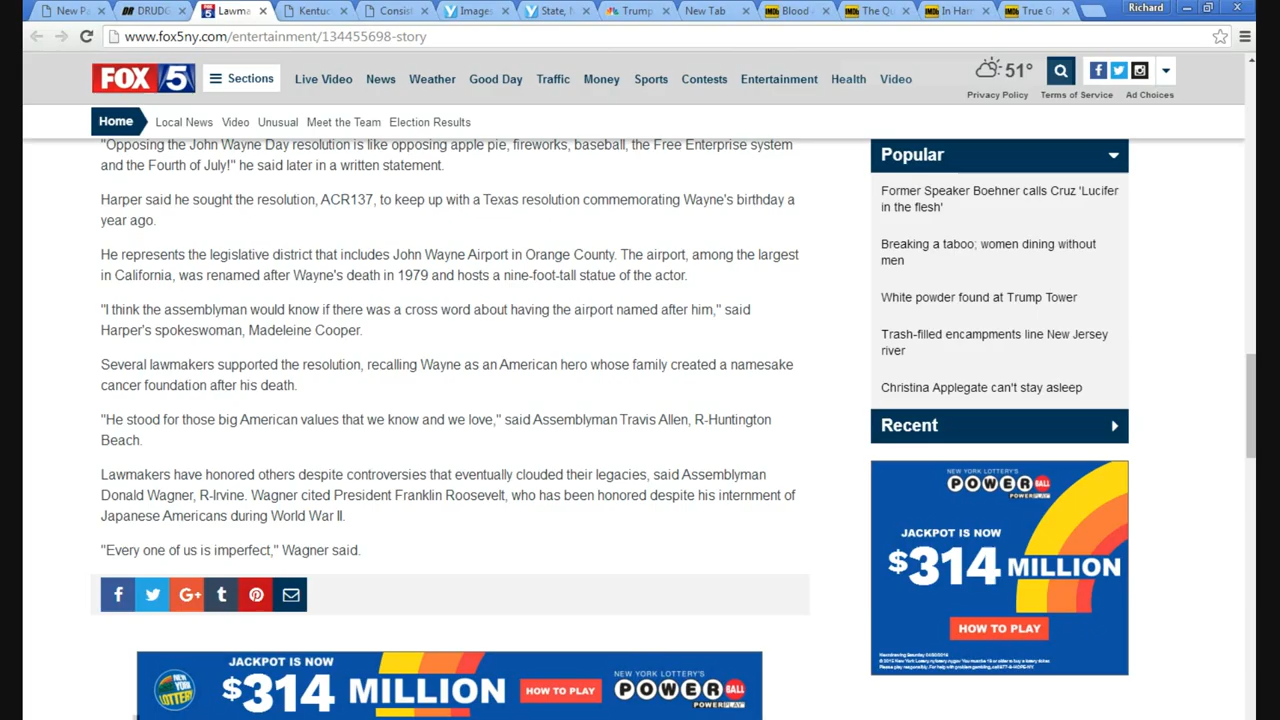 New Pa
DRUDG
Lawma
Kentuc
Consist
Images
State, N
Trump
New Tab
Blood
The Qu
In Harm
True G
Richard
www.fox5ny.com/entertainment/134455698-story
FOX 5
Sections
Live Video
News
Weather
Good Day
Traffic
Money
Sports
Contests
Entertainment
Health
Video
51°
Privacy Policy
Terms of Service
Ad Choices
Home
Local News
Video
Unusual
Meet the Team
Election Results
"Opposing the John Wayne Day resolution is like opposing apple pie, fireworks, baseball, the Free Enterprise system
and the Fourth of July!" he said later in a written statement.
Harper said he sought the resolution, ACR137, to keep up with a Texas resolution commemorating Wayne's birthday a
year ago.
He represents the legislative district that includes John Wayne Airport in Orange County. The airport, among the largest
in California, was renamed after Wayne's death in 1979 and hosts a nine-foot-tall statue of the actor.
"I think the assemblyman would know if there was a cross word about having the airport named after him," said
Harper's spokeswoman, Madeleine Cooper.
Several lawmakers supported the resolution, recalling Wayne as an American hero whose family created a namesake
cancer foundation after his death.
"He stood for those big American values that we know and we love," said Assemblyman Travis Allen, R-Huntington
Beach.
Lawmakers have honored others despite controversies that eventually clouded their legacies, said Assemblyman
Donald Wagner, R-Irvine. Wagner cited President Franklin Roosevelt, who has been honored despite his internment of
Japanese Americans during World War II.
"Every one of us is imperfect," Wagner said.
Popular
Former Speaker Boehner calls Cruz 'Lucifer
in the flesh'
Breaking a taboo; women dining without
men
White powder found at Trump Tower
Trash-filled encampments line New Jersey
river
Christina Applegate can't stay asleep
Recent
NEW YORK LOTTERY'S
POWERBALL
POWERPLAY
JACKPOT IS NOW
$314 MILLION
HOW TO PLAY
JACKPOT IS NOW
$314 MILLION
HOW TO PLAY
NEW YORK LOTTERY'S
POWERBALL
POWERPLAY
NEW YORK LOTTERY